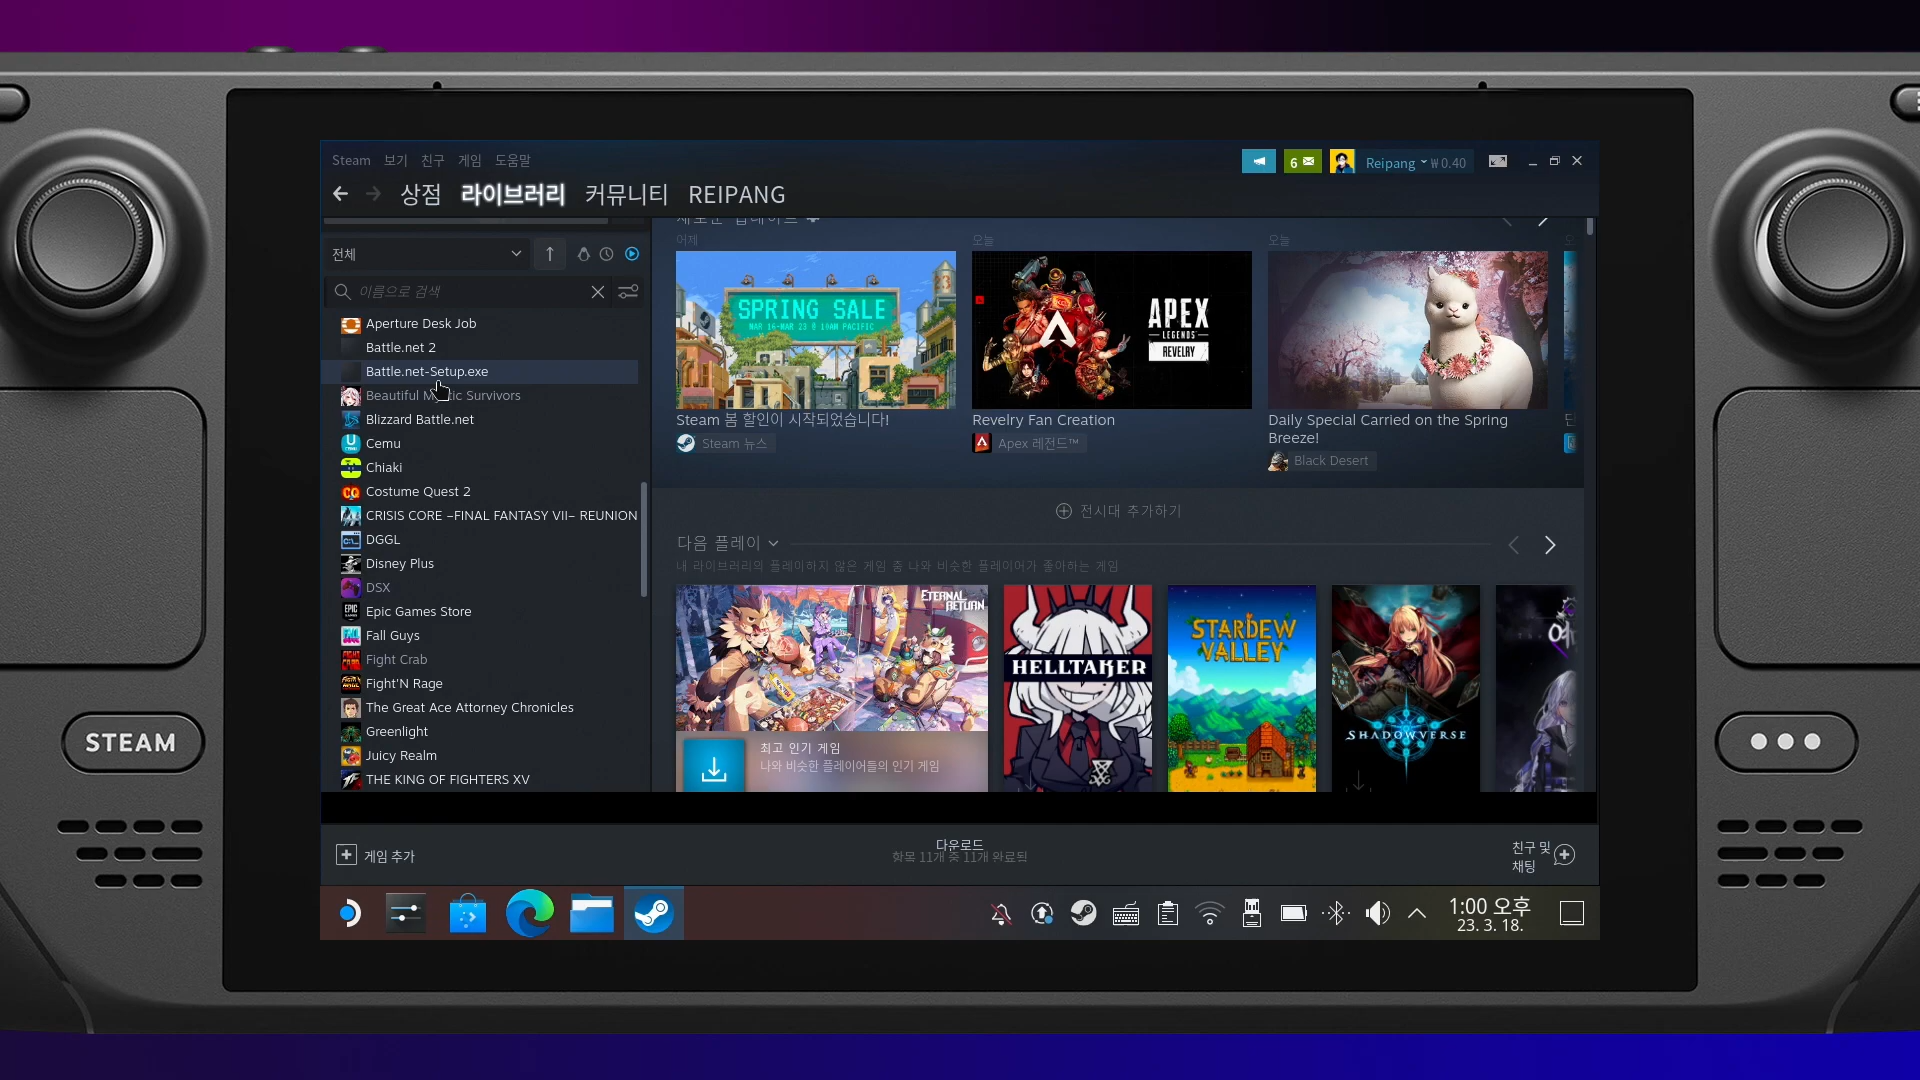 Steam 보기 친구 게임 도움말
6
Reipang ₩ 0.40
상점 라이브러리 커뮤니티 REIPANG
전체
이름으로 검색
Aperture Desk Job
Battle.net 2
Battle.net-Setup.exe
Beautiful Survivors
Blizzard Battle.net
Cemu
Chiaki
Costume Quest 2
CRISIS CORE –FINAL FANTASY VII– REUNION
DGGL
Disney Plus
DSX
Epic Games Store
Fall Guys
Fight Crab
Fight'N Rage
The Great Ace Attorney Chronicles
Greenlight
Juicy Realm
THE KING OF FIGHTERS XV
어제
SPRING SALE
MAR 16-MAR 23 @ 10AM PACIFIC
Steam 봄 할인이 시작되었습니다!
Steam 뉴스
오늘
APEX
LEGENDS
REVELRY
Revelry Fan Creation
Apex 레전드™
오늘
Daily Special Carried on the Spring
Breeze!
Black Desert
전시대 추가하기
다음 플레이
내 라이브러리의 플레이하지 않은 게임 중 나와 비슷한 플레이어가 좋아하는 게임
ETERNAL
RETURN
최고 인기 게임
나와 비슷한 플레이어들의 인기 게임
HELLTAKER
STARDEW
VALLEY
SHADOWVERSE
게임 추가
다운로드
항목 11개 중 11개 완료됨
친구 및
채팅
1:00 오후
23. 3. 18.
STEAM